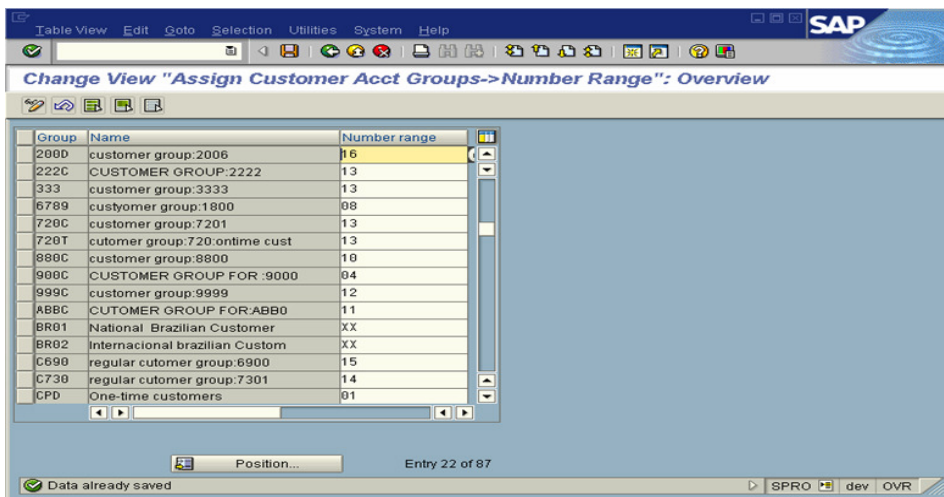 Table View Edit Goto Selection Utilities System Help
SAP
Change View "Assign Customer Acct Groups->Number Range": Overview
Group Name Number range
200D customer group:2006 16
222C CUSTOMER GROUP:2222 13
333 customer group:3333 13
6789 custyomer group:1800 08
720C customer group:7201 13
720T cutomer group:720:ontime cust 13
880C customer group:8800 10
900C CUSTOMER GROUP FOR :9000 04
999C customer group:9999 12
ABBC CUTOMER GROUP FOR:ABB0 11
BR01 National Brazilian Customer XX
BR02 Internacional brazilian Custom XX
C690 regular cutomer group:6900 15
C730 regular cutomer group:7301 14
CPD One-time customers 01
Position... Entry 22 of 87
Data already saved SPRO dev OVR